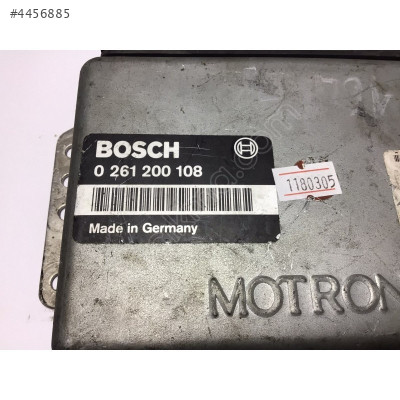 #4456885
BOSCH
0 261 200 108
1180305
Made in Germany
MOTRON